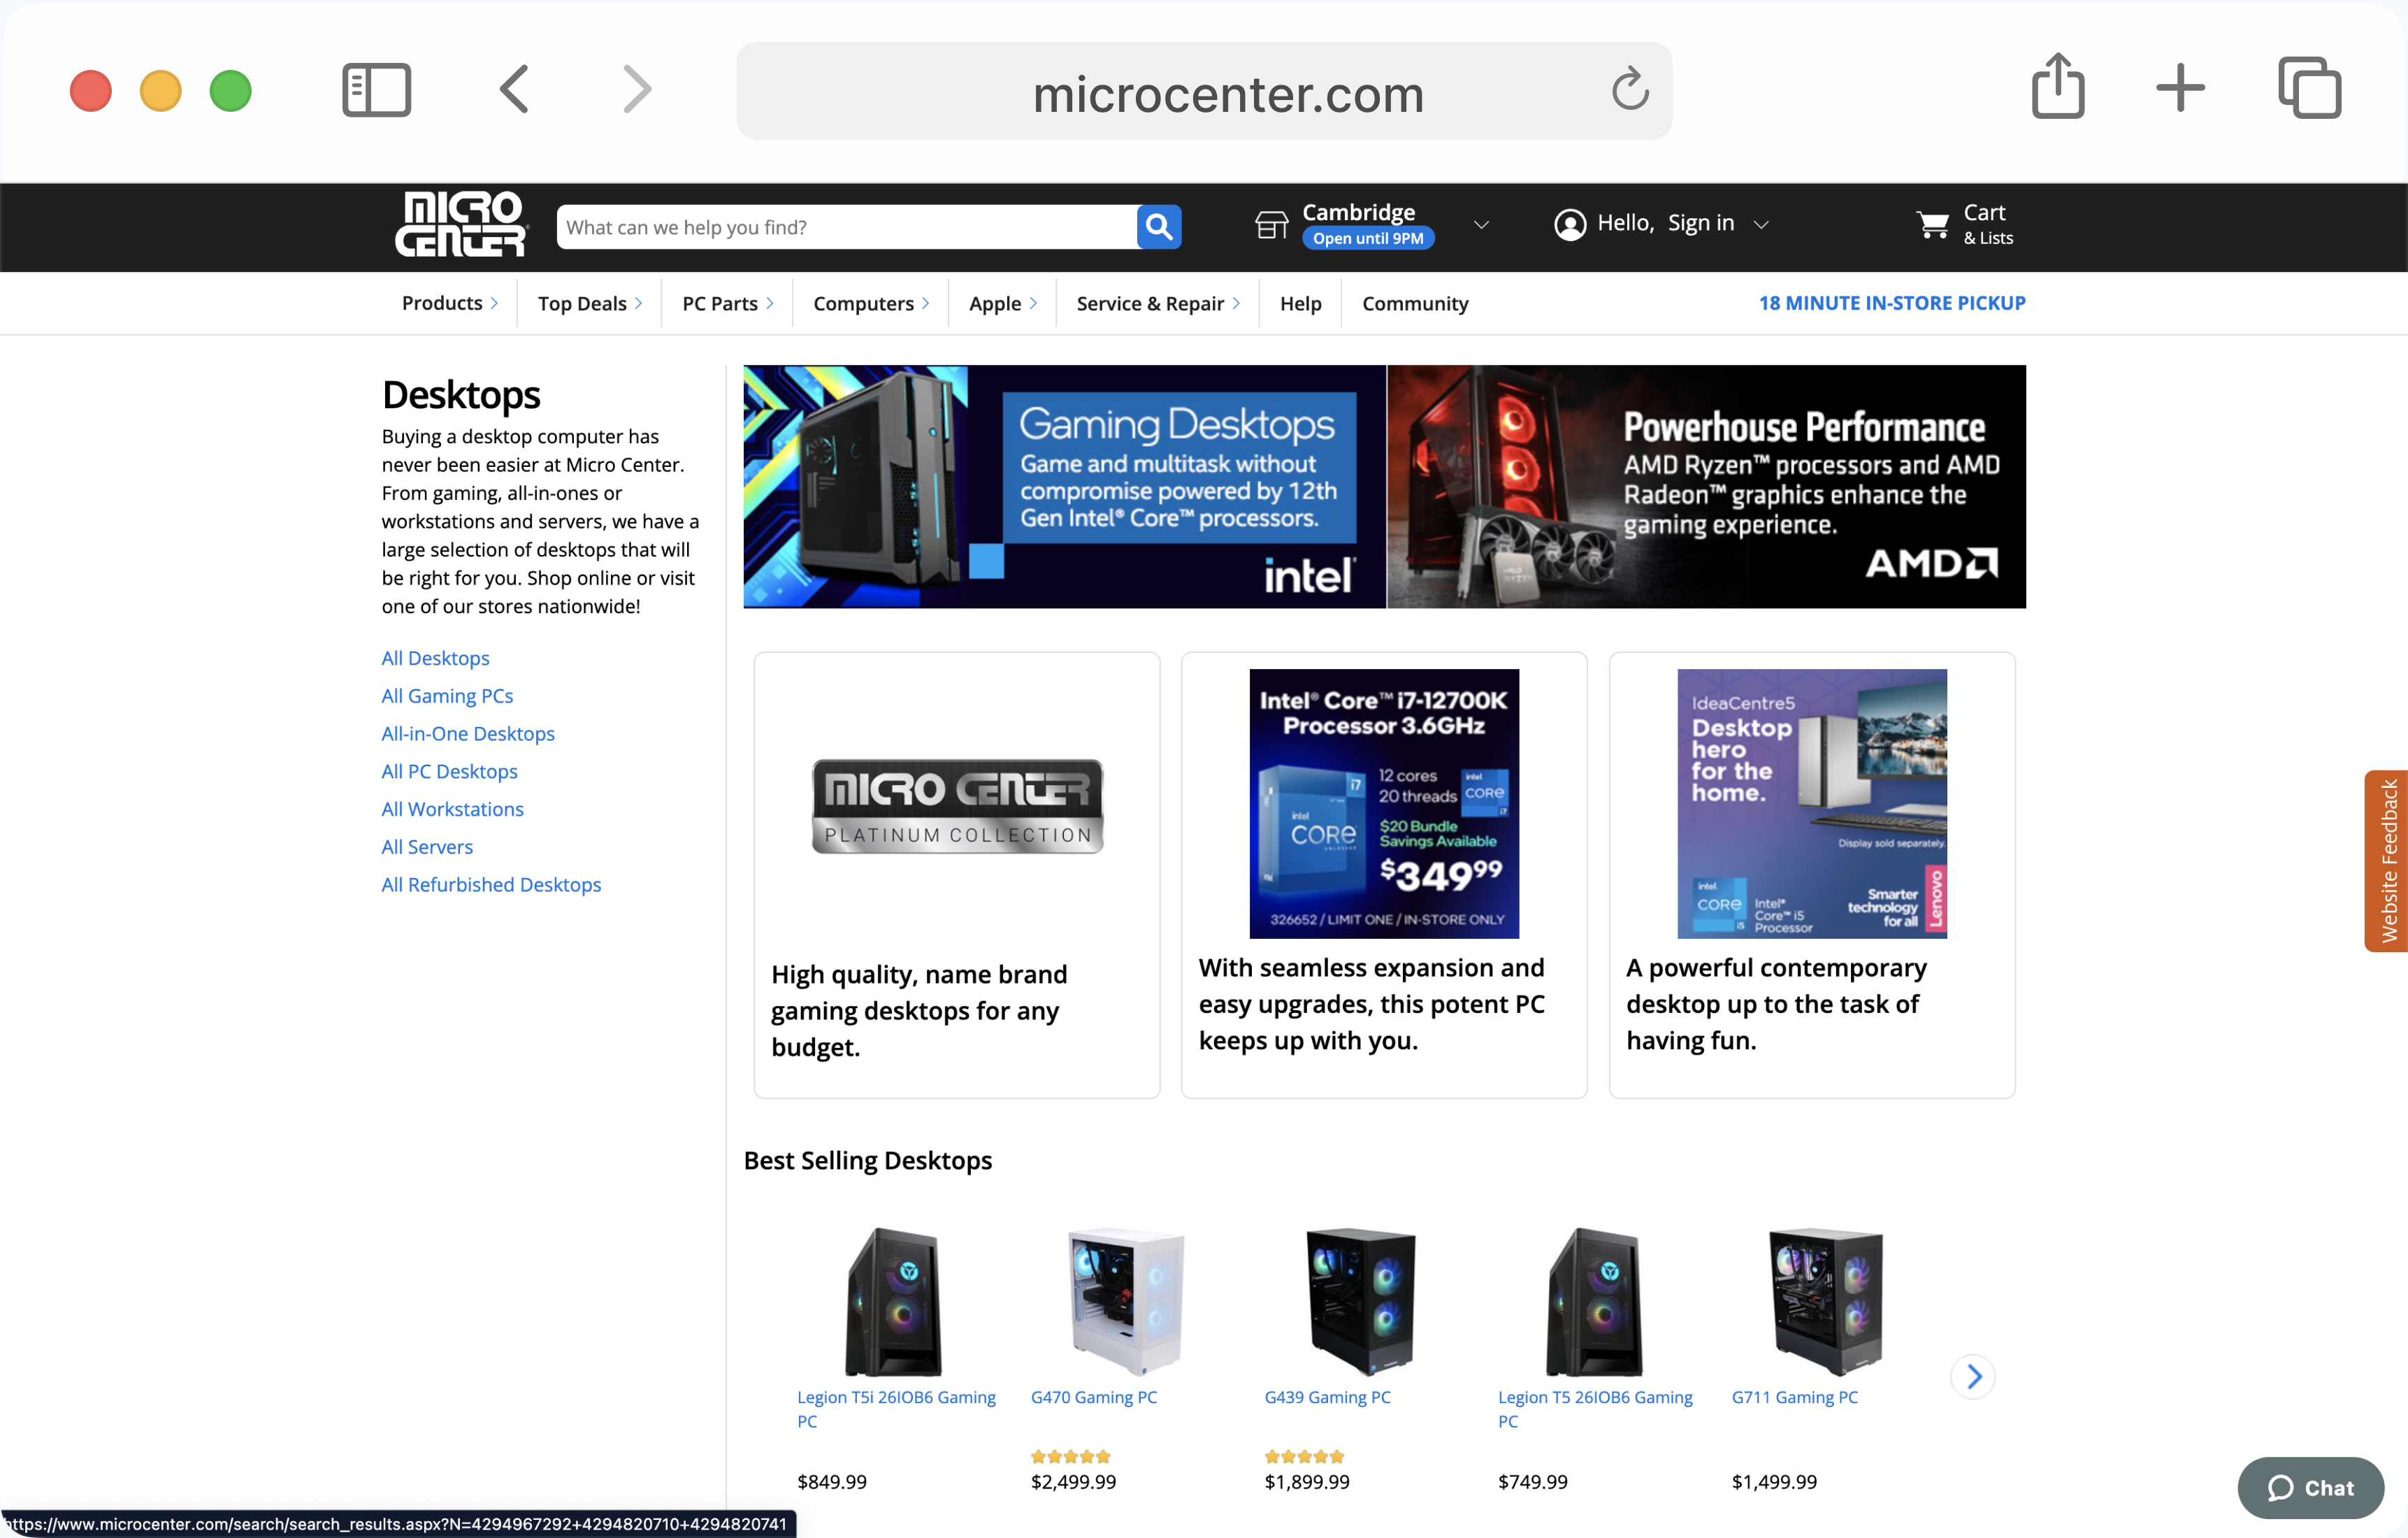 microcenter.com
MICRO CENTER
What can we help you find?
Cambridge
Open until 9PM
Hello, Sign in
Cart
& Lists
Products
Top Deals
PC Parts
Computers
Apple
Service & Repair
Help
Community
18 MINUTE IN-STORE PICKUP
Desktops
Buying a desktop computer has
never been easier at Micro Center.
From gaming, all-in-ones or
workstations and servers, we have a
large selection of desktops that will
be right for you. Shop online or visit
one of our stores nationwide!
All Desktops
All Gaming PCs
All-in-One Desktops
All PC Desktops
All Workstations
All Servers
All Refurbished Desktops
Gaming Desktops
Game and multitask without
compromise powered by 12th
Gen Intel® Core™ processors.
intel
Powerhouse Performance
AMD Ryzen™ processors and AMD
Radeon™ graphics enhance the
gaming experience.
AMD
RYZEN
MICRO CENTER
PLATINUM COLLECTION
High quality, name brand
gaming desktops for any
budget.
Intel® Core™ i7-12700K
Processor 3.6GHz
i7
intel
CORE
UNLOCKED
12 cores
20 threads
intel
CORE
i7
$20 Bundle
Savings Available
$349⁹⁹
326652 / LIMIT ONE / IN-STORE ONLY
With seamless expansion and
easy upgrades, this potent PC
keeps up with you.
IdeaCentre5
Desktop
hero
for the
home.
Display sold separately.
intel
CORE
i5
Intel®
Core™ i5
Processor
Smarter
technology
for all
Lenovo
A powerful contemporary
desktop up to the task of
having fun.
Website Feedback
Best Selling Desktops
Legion T5i 26IOB6 Gaming
PC
$849.99
G470 Gaming PC
$2,499.99
G439 Gaming PC
$1,899.99
Legion T5 26IOB6 Gaming
PC
$749.99
G711 Gaming PC
$1,499.99
Chat
https://www.microcenter.com/search/search_results.aspx?N=4294967292+4294820710+4294820741